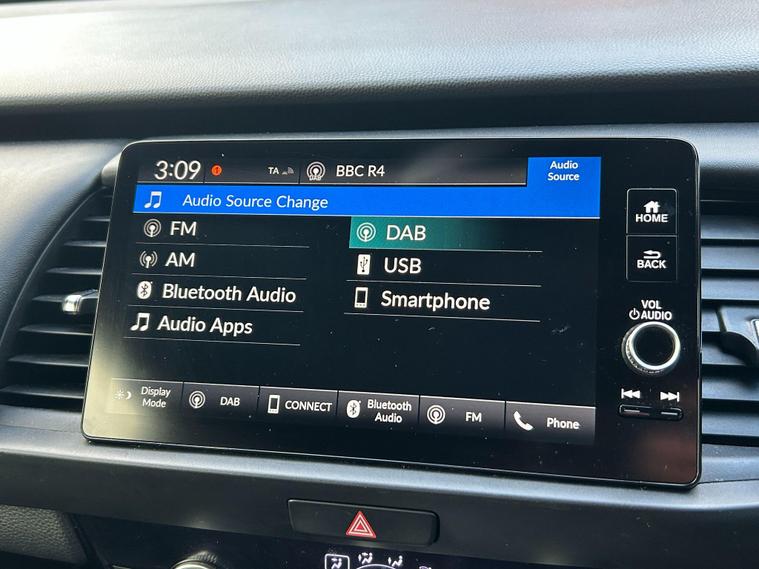 3:09 TA BBC R4 Audio Source
DAB
Audio Source Change
FM DAB
AM USB
Bluetooth Audio Smartphone
Audio Apps
HOME
BACK
VOL
AUDIO
Display Mode DAB CONNECT Bluetooth Audio FM Phone